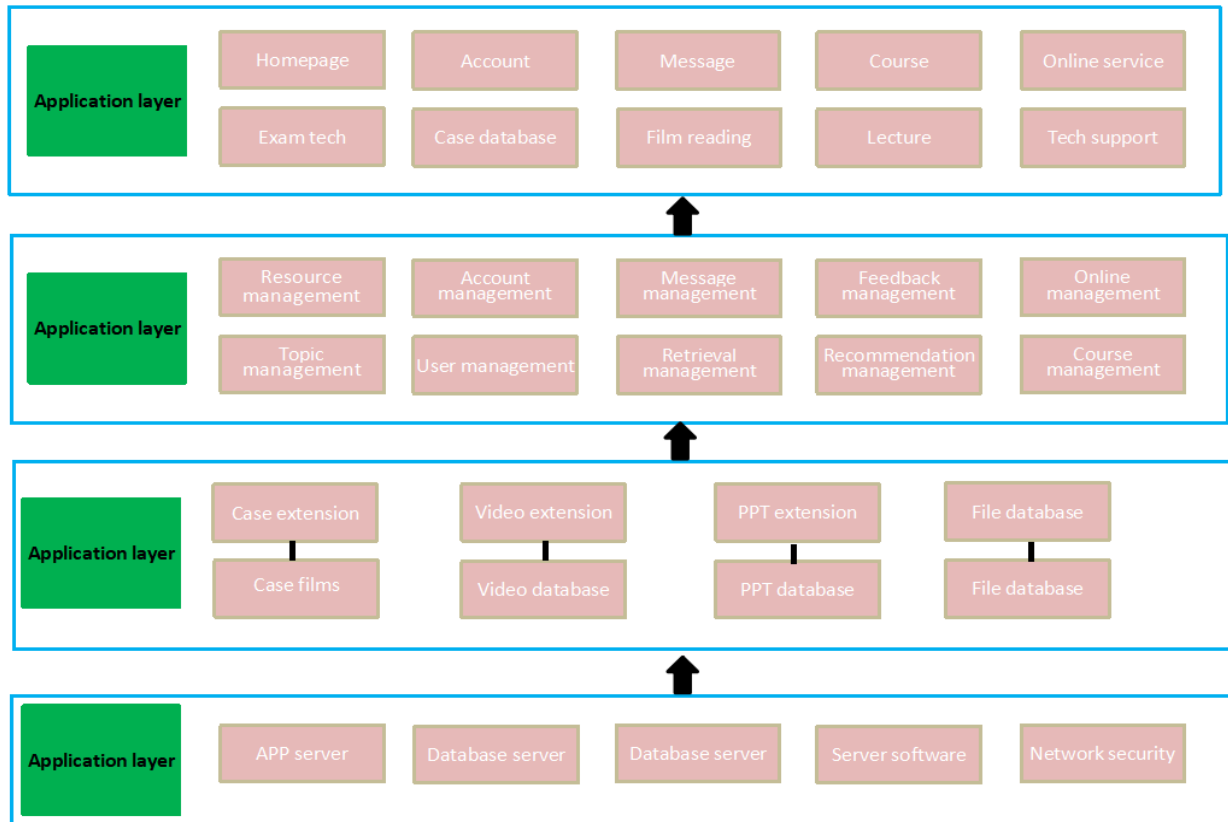 Homepage
Account
Message
Course
Online service
Application layer
Exam tech
Case database
Film reading
Lecture
Tech support
Resource
management
Account
management
Message
management
Feedback
management
Online
management
Application layer
Topic
management
User management
Retrieval
management
Recommendation
management
Course
management
Case extension
Video extension
PPT extension
File database
Application layer
Case films
Video database
PPT database
File database
Application layer
APP server
Database server
Database server
Server software
Network security